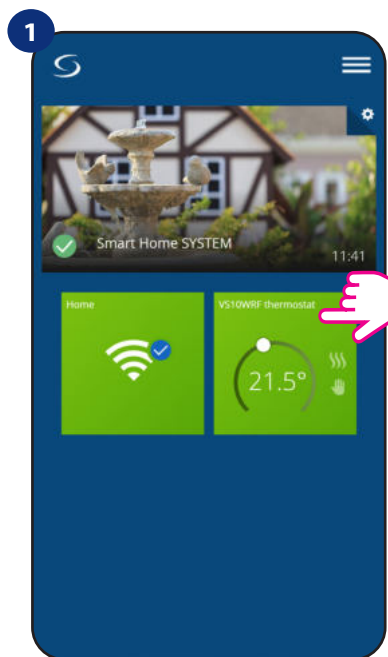 1
Smart Home SYSTEM
11:41
Home
VS10WRF thermostat
21.5°